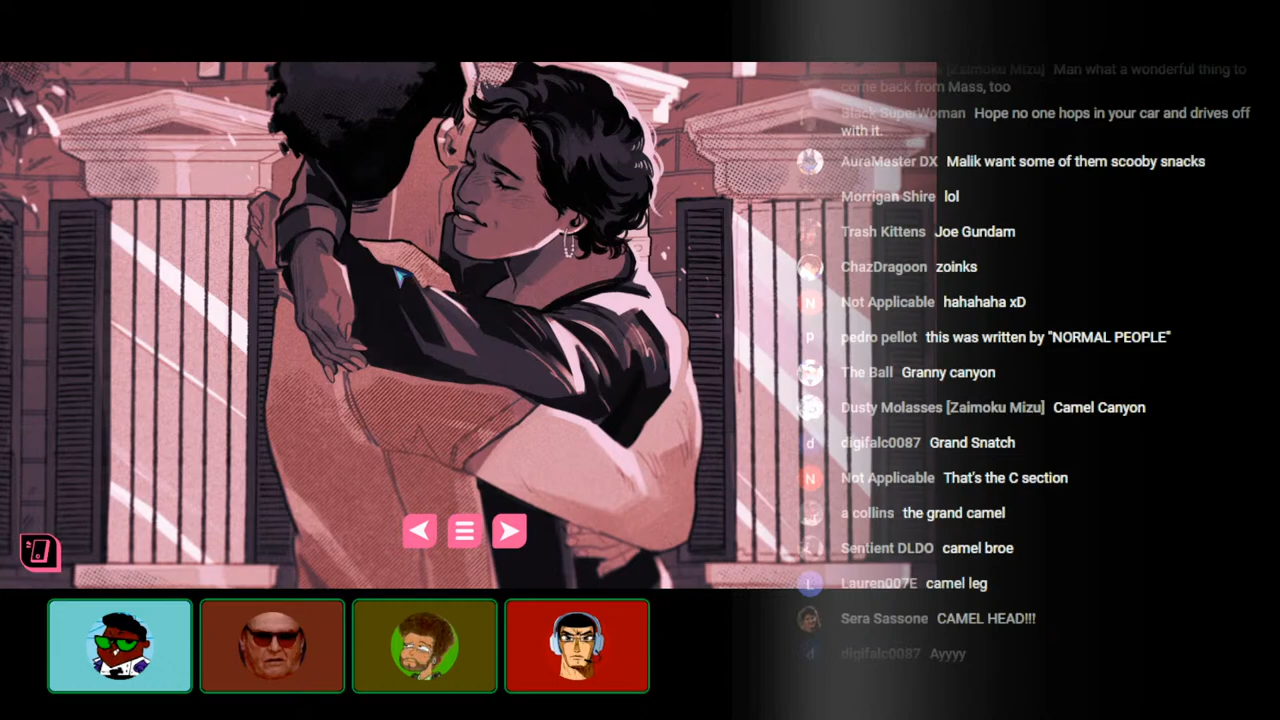 [Zaimoku Mizu] Man what a wonderful thing to
come back from Mass, too
Slack SuperWoman Hope no one hops in your car and drives off
with it.
AuraMaster DX Malik want some of them scooby snacks
Morrigan Shire lol
Trash Kittens Joe Gundam
ChazDragoon zoinks
N Not Applicable hahahaha xD
p pedro pellot this was written by "NORMAL PEOPLE"
The Ball Granny canyon
Dusty Molasses [Zaimoku Mizu] Camel Canyon
d digifalc0087 Grand Snatch
N Not Applicable That's the C section
a collins the grand camel
Sentient DLDO camel broe
L Lauren007E camel leg
Sera Sassone CAMEL HEAD!!!
d digifalc0087 Ayyyy